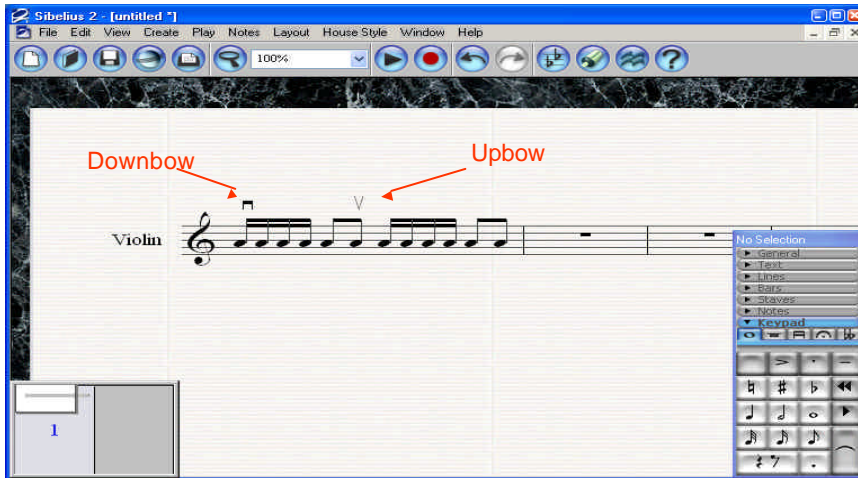 Sibelius 2 - [untitled *]
File Edit View Create Play Notes Layout House Style Window Help
100%
Downbow
Upbow
V
Violin
No Selection
General
Text
Lines
Bars
Staves
Notes
Keypad
1